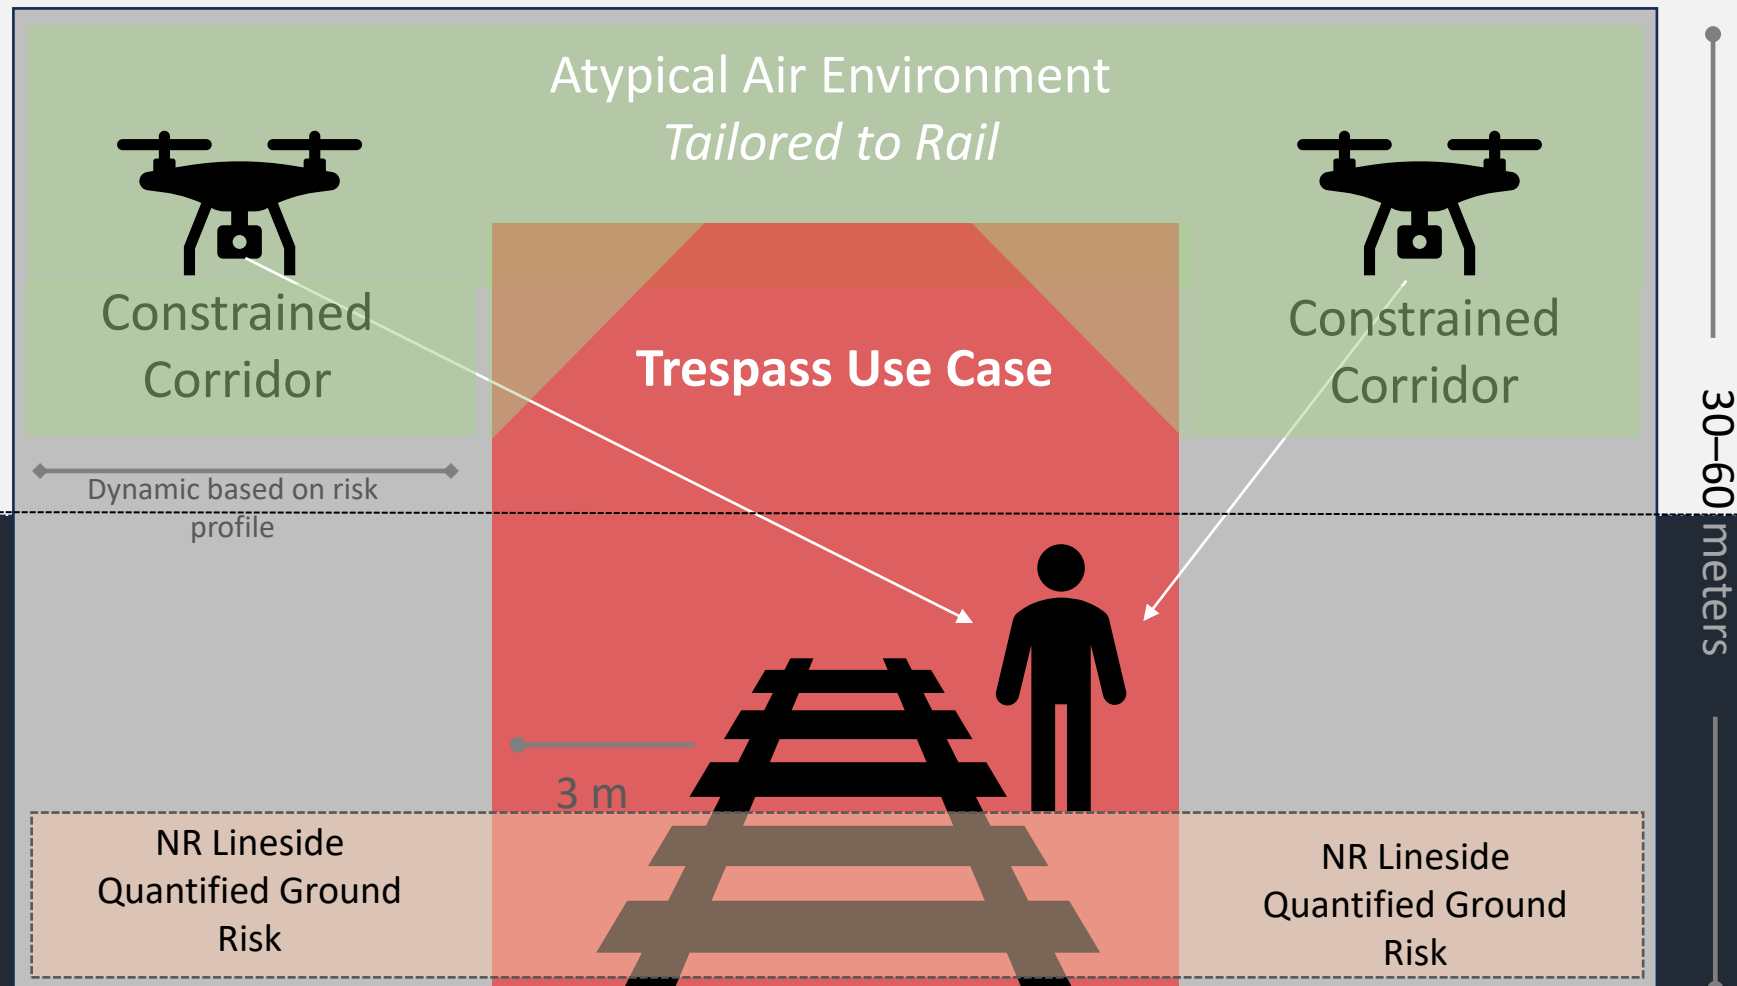 Atypical Air Environment
Tailored to Rail
Constrained
Corridor
Trespass Use Case
Constrained
Corridor
Dynamic based on risk
profile
30–60 meters
3 m
NR Lineside
Quantified Ground
Risk
NR Lineside
Quantified Ground
Risk